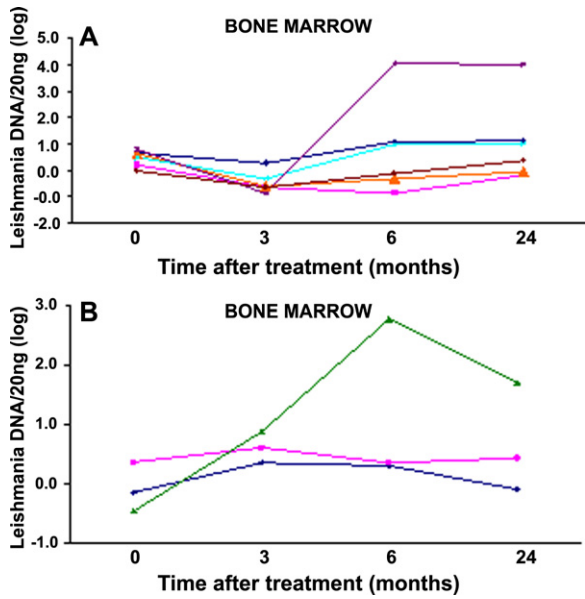 A
BONE MARROW
Leishmania DNA/20ng (log)
5.0
4.0
3.0
2.0
1.0
0.0
-0.0
-2.0
0 3 6 24
Time after treatment (months)
B
BONE MARROW
Leishmania DNA/20ng (log)
3.0
2.0
1.0
0.0
-1.0
0 3 6 24
Time after treatment (months)